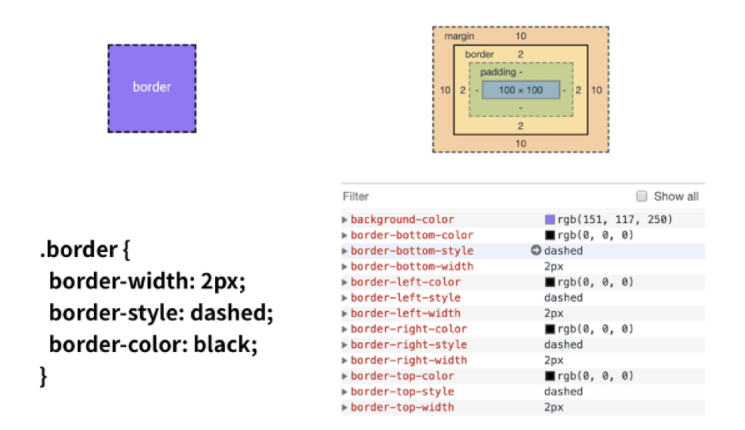 border
margin 10
border 2
padding -
10 2 - 100 × 100 - 2 10
-
2
10
Filter Show all
background-color rgb(151, 117, 250)
border-bottom-color rgb(0, 0, 0)
border-bottom-style dashed
border-bottom-width 2px
border-left-color rgb(0, 0, 0)
border-left-style dashed
border-left-width 2px
border-right-color rgb(0, 0, 0)
border-right-style dashed
border-right-width 2px
border-top-color rgb(0, 0, 0)
border-top-style dashed
border-top-width 2px
.border {
border-width: 2px;
border-style: dashed;
border-color: black;
}